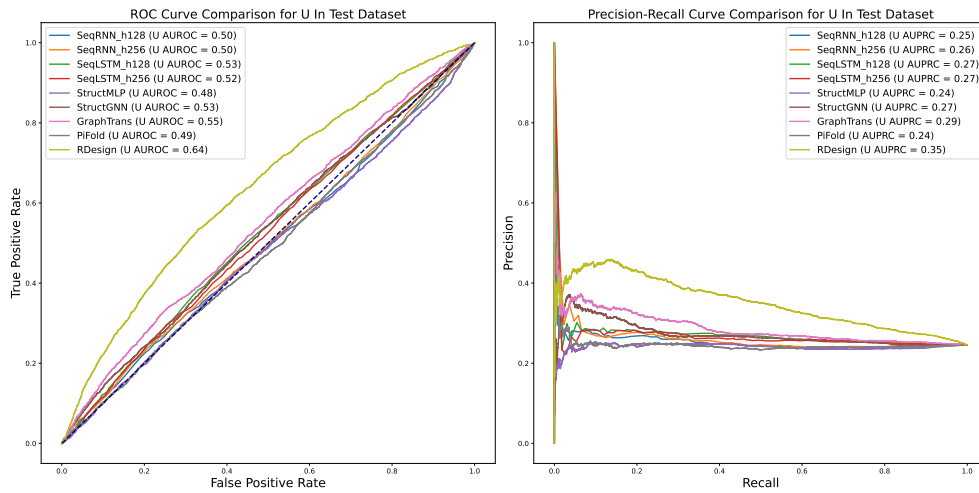 ROC Curve Comparison for U In Test Dataset
SeqRNN_h128 (U AUROC = 0.50)
SeqRNN_h256 (U AUROC = 0.50)
SeqLSTM_h128 (U AUROC = 0.53)
SeqLSTM_h256 (U AUROC = 0.52)
StructMLP (U AUROC = 0.48)
StructGNN (U AUROC = 0.53)
GraphTrans (U AUROC = 0.55)
PiFold (U AUROC = 0.49)
RDesign (U AUROC = 0.64)
True Positive Rate
1.0
0.8
0.6
0.4
0.2
0.0
0.0 0.2 0.4 0.6 0.8 1.0
False Positive Rate
Precision-Recall Curve Comparison for U In Test Dataset
SeqRNN_h128 (U AUPRC = 0.25)
SeqRNN_h256 (U AUPRC = 0.26)
SeqLSTM_h128 (U AUPRC = 0.27)
SeqLSTM_h256 (U AUPRC = 0.27)
StructMLP (U AUPRC = 0.24)
StructGNN (U AUPRC = 0.27)
GraphTrans (U AUPRC = 0.29)
PiFold (U AUPRC = 0.24)
RDesign (U AUPRC = 0.35)
Precision
1.0
0.8
0.6
0.4
0.2
0.0
0.0 0.2 0.4 0.6 0.8 1.0
Recall